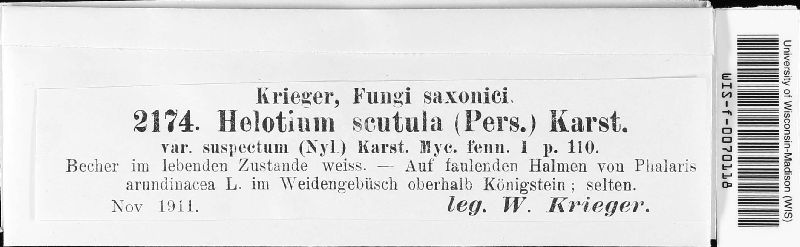 Krieger, Fungi saxonici.
2174. Helotium scutula (Pers.) Karst.
var. suspectum (Nyl.) Karst. Myc. fenn. I p. 110.
Becher im lebenden Zustande weiss. — Auf faulenden Halmen von Phalaris
arundinacea L. im Weidengebüsch oberhalb Königstein; selten.
Nov 1911. leg. W. Krieger.
University of Wisconsin-Madison (WIS)
WIS-f-0070118